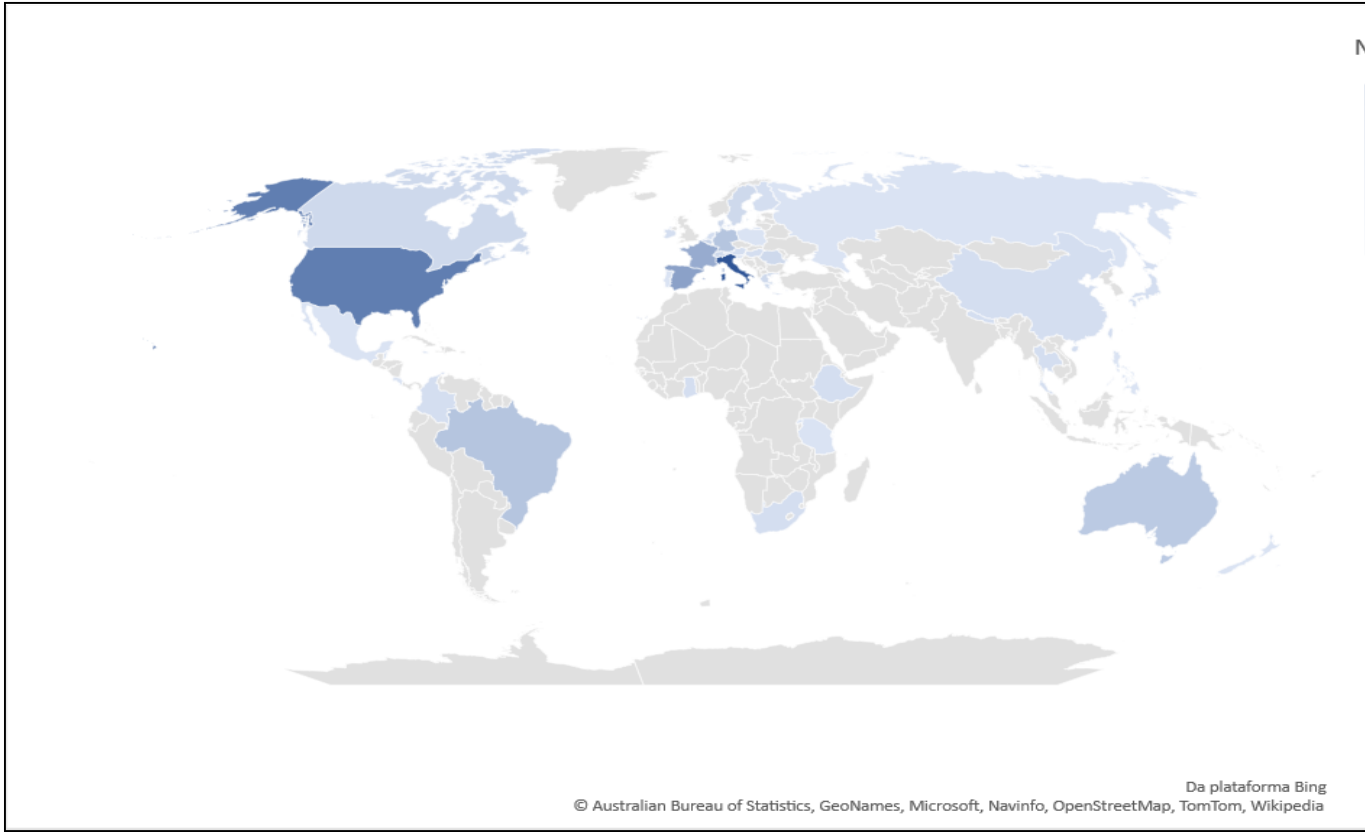 N
Da plataforma Bing
© Australian Bureau of Statistics, GeoNames, Microsoft, Navinfo, OpenStreetMap, TomTom, Wikipedia